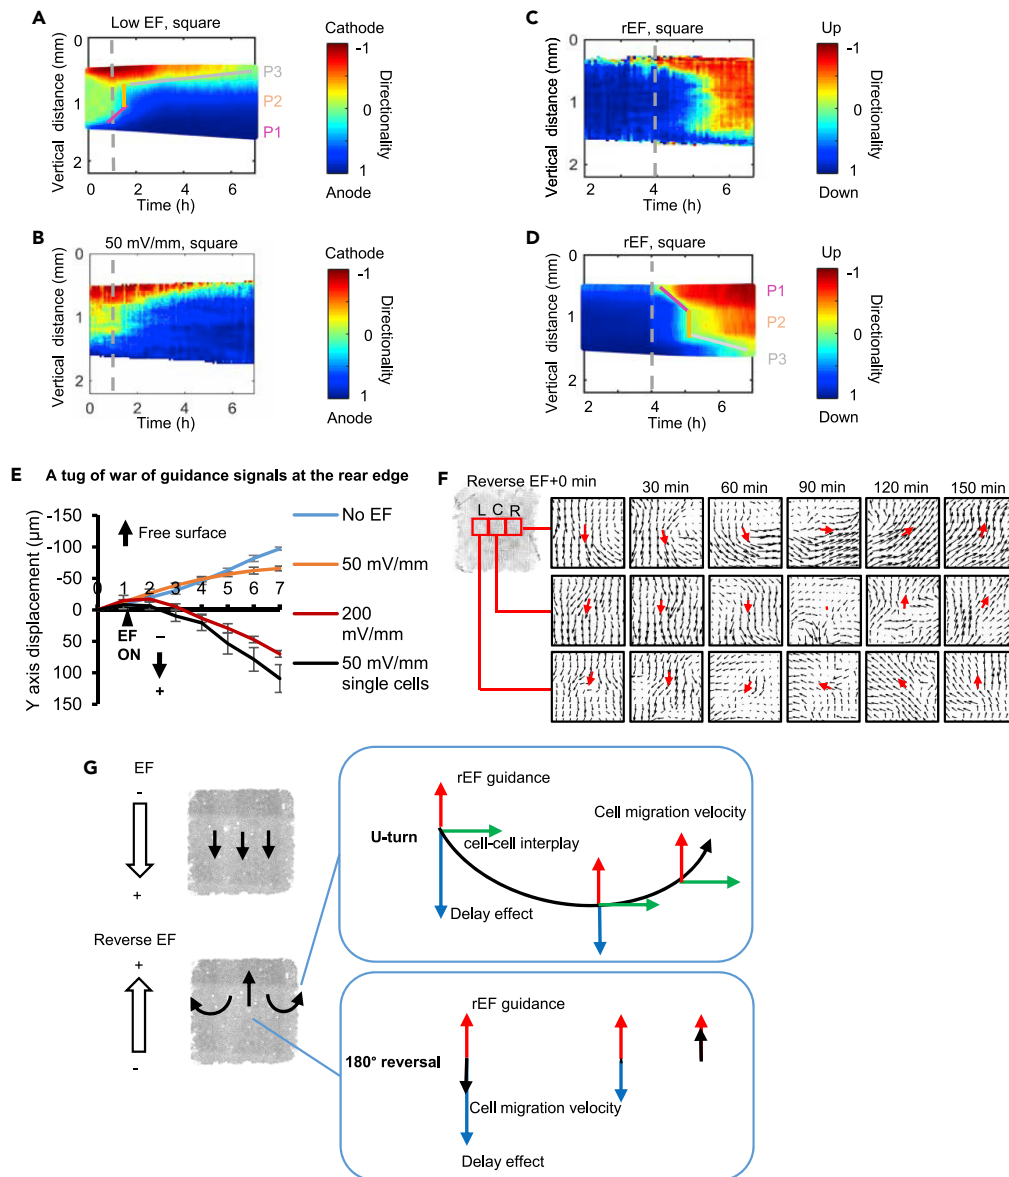 A
Low EF, square
Cathode
Vertical distance (mm)
0
1
2
P3
P2
P1
0 2 4 6
Time (h)
-1
0
1
Directionality
Anode
C
rEF, square
Up
Vertical distance (mm)
0
1
2
2 4 6
Time (h)
-1
0
1
Directionality
Down
B
50 mV/mm, square
Cathode
Vertical distance (mm)
0
1
2
0 2 4 6
Time (h)
-1
0
1
Directionality
Anode
D
rEF, square
Up
Vertical distance (mm)
0
1
2
P1
P2
P3
2 4 6
Time (h)
-1
0
1
Directionality
Down
E A tug of war of guidance signals at the rear edge
Y axis displacement (µm)
-150
-100
-50
0
50
100
150
0 1 2 3 4 5 6 7
Free surface
EF
ON
-
+
No EF
50 mV/mm
200
mV/mm
50 mV/mm
single cells
F
Reverse EF+0 min 30 min 60 min 90 min 120 min 150 min
L C R
G
EF
-
+
Reverse EF
+
-
rEF guidance
U-turn
cell-cell interplay
Cell migration velocity
Delay effect
rEF guidance
180° reversal
Cell migration velocity
Delay effect